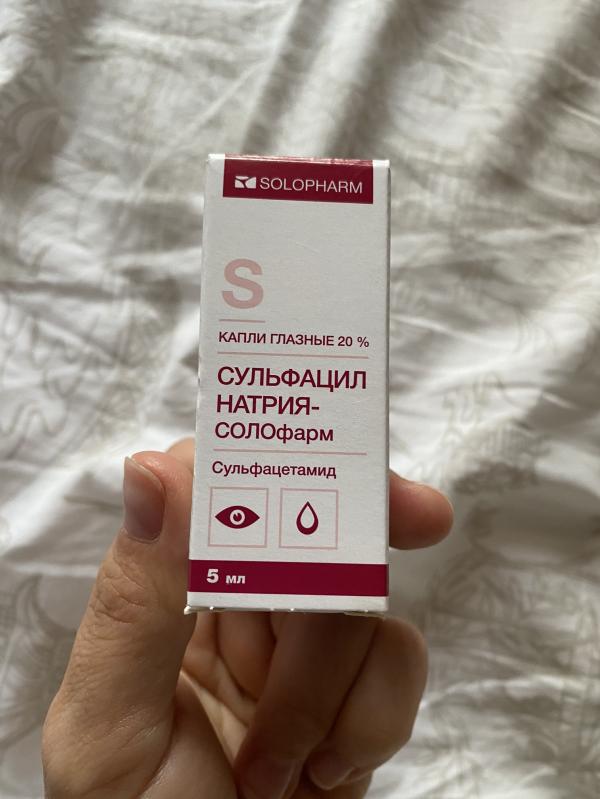 SOLOPHARM
S
КАПЛИ ГЛАЗНЫЕ 20 %
СУЛЬФАЦИЛ
НАТРИЯ-
СОЛОфарм
Сульфацетамид
5 мл